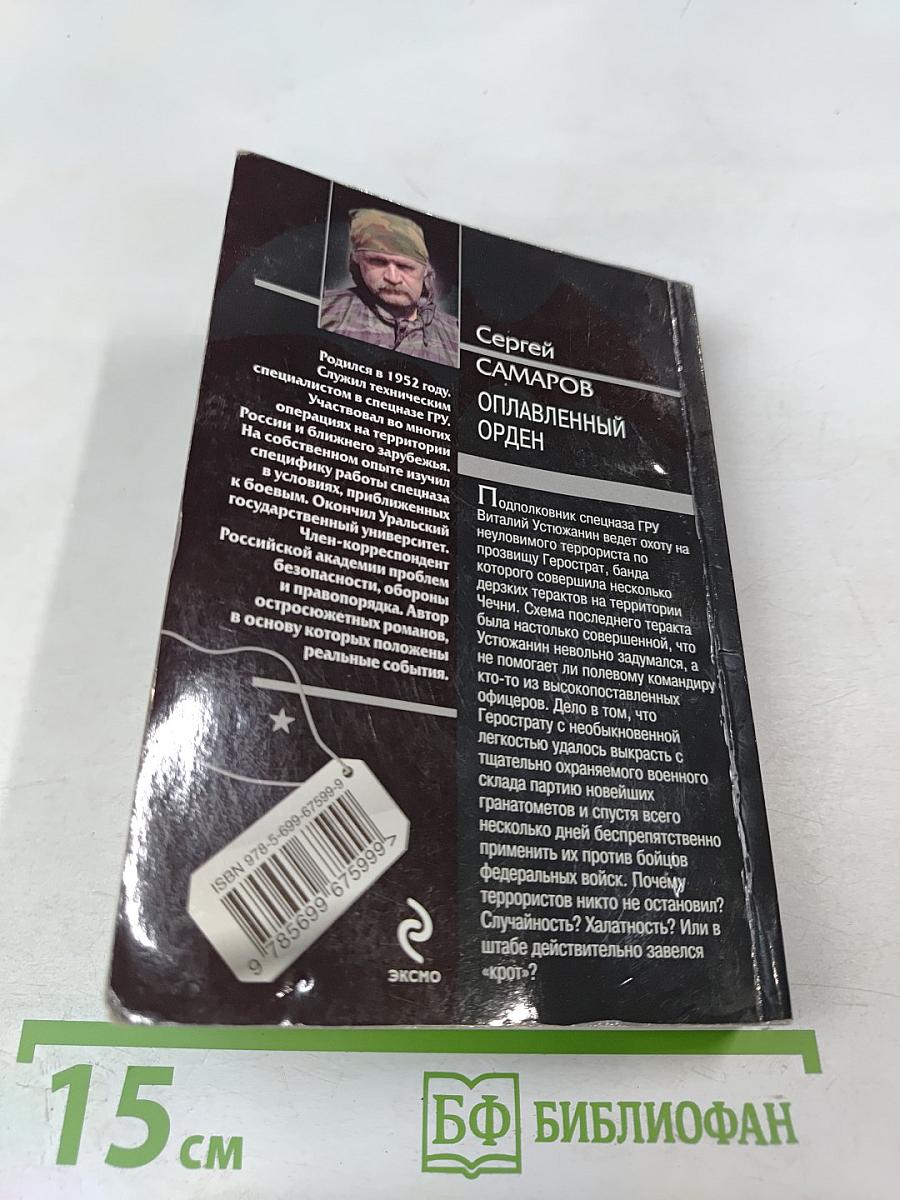 Родился в 1952 году.
Служил техническим
специалистом в спецназе ГРУ.
Участвовал во многих
операциях на территории
России и ближнего зарубежья.
На собственном опыте изучил
специфику работы спецназа
в условиях, приближенных
к боевым. Окончил Уральский
государственный университет.
Член-корреспондент
Российской академии проблем
безопасности, обороны
и правопорядка. Автор
остросюжетных романов,
в основу которых положены
реальные события.
ISBN 978-5-699-67599-9
9 785699 675999 >
ЭКСМО
Сергей
САМАРОВ
ОПЛАВЛЕННЫЙ
ОРДЕН
Подполковник спецназа ГРУ
Виталий Устюжанин ведет охоту на
неуловимого террориста по
прозвищу Герострат, банда
которого совершила несколько
дерзких терактов на территории
Чечни. Схема последнего теракта
была настолько совершенной, что
Устюжанин невольно задумался, а
не помогает ли полевому командиру
кто-то из высокопоставленных
офицеров. Дело в том, что
Герострату с необыкновенной
легкостью удалось выкрасть с
тщательно охраняемого военного
склада партию новейших
гранатометов и спустя всего
несколько дней беспрепятственно
применить их против бойцов
федеральных войск. Почему
террористов никто не остановил?
Случайность? Халатность? Или в
штабе действительно завелся
«крот»?
15 см
БФ БИБЛИОФАН